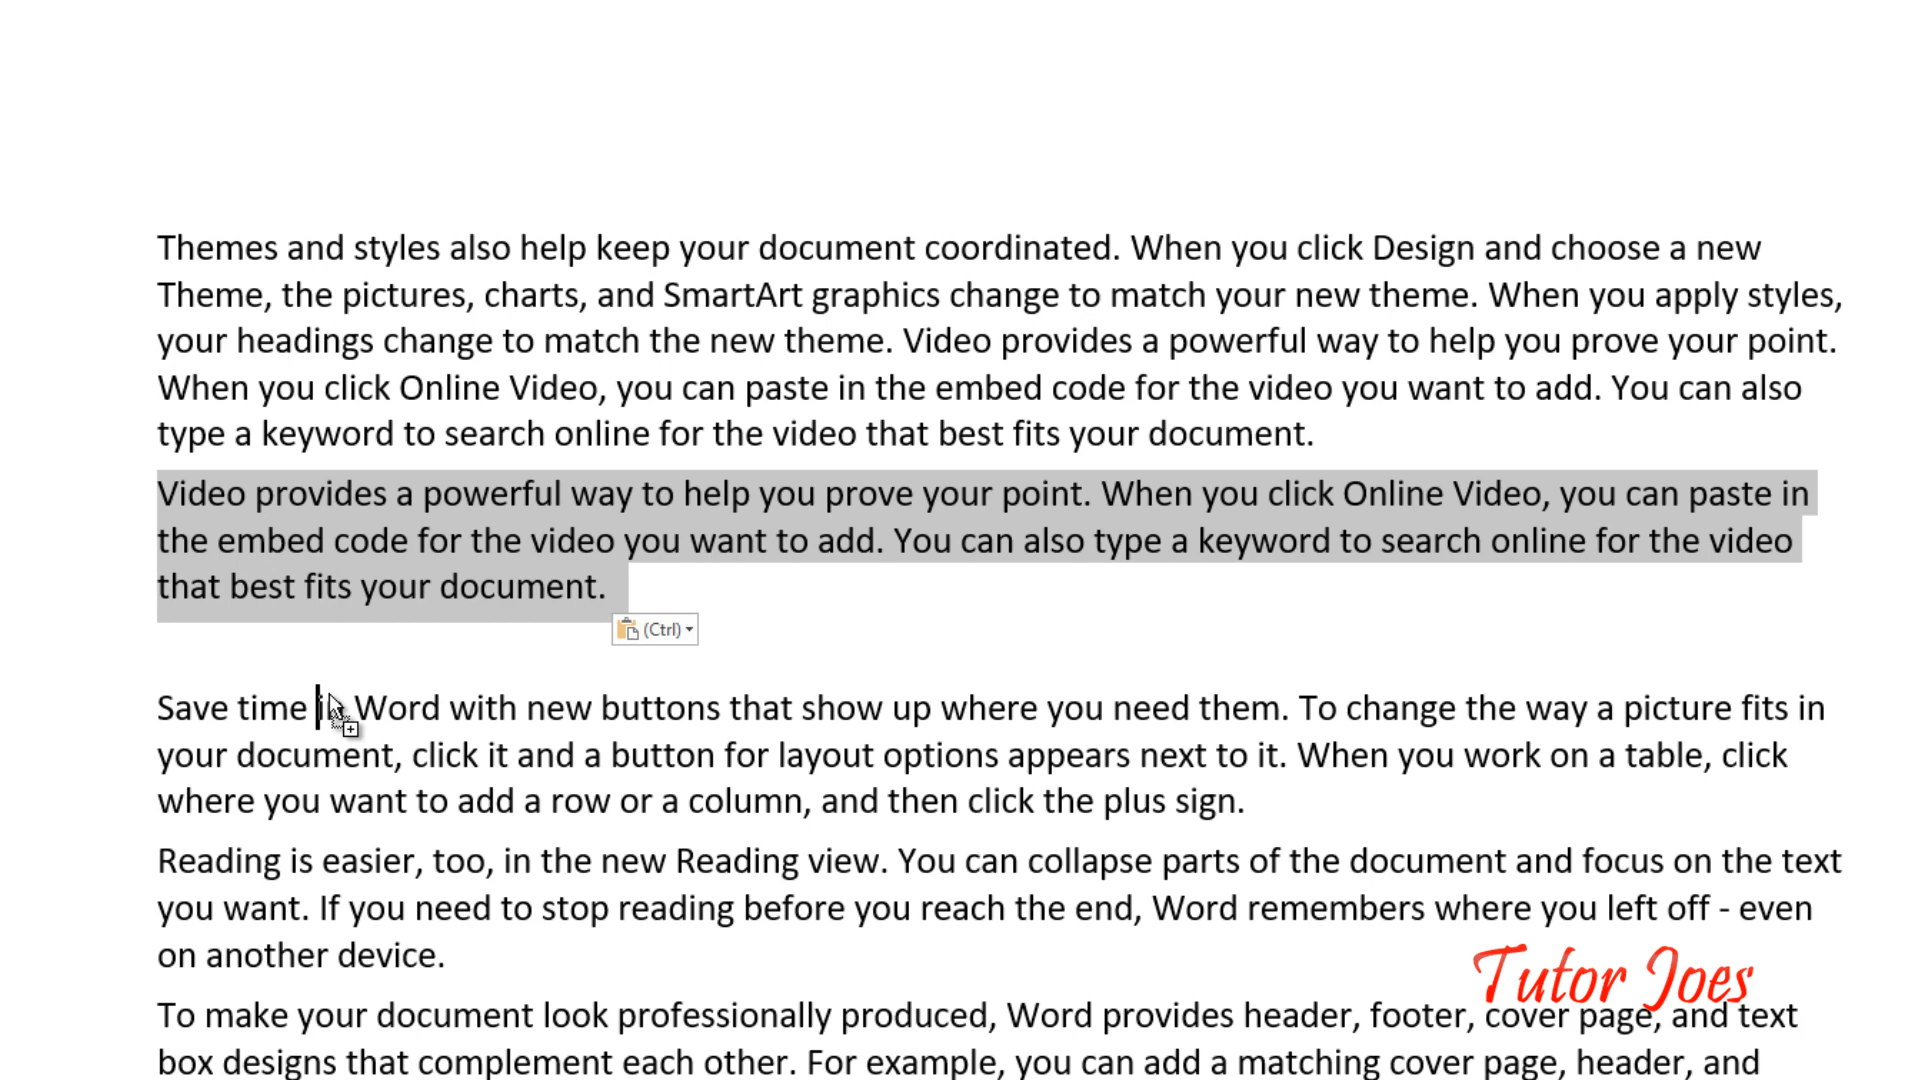 Themes and styles also help keep your document coordinated. When you click Design and choose a new
Theme, the pictures, charts, and SmartArt graphics change to match your new theme. When you apply styles,
your headings change to match the new theme. Video provides a powerful way to help you prove your point.
When you click Online Video, you can paste in the embed code for the video you want to add. You can also
type a keyword to search online for the video that best fits your document.
Video provides a powerful way to help you prove your point. When you click Online Video, you can paste in
the embed code for the video you want to add. You can also type a keyword to search online for the video
that best fits your document.
(Ctrl)
Save time in Word with new buttons that show up where you need them. To change the way a picture fits in
your document, click it and a button for layout options appears next to it. When you work on a table, click
where you want to add a row or a column, and then click the plus sign.
Reading is easier, too, in the new Reading view. You can collapse parts of the document and focus on the text
you want. If you need to stop reading before you reach the end, Word remembers where you left off - even
on another device.
Tutor Joes
To make your document look professionally produced, Word provides header, footer, cover page, and text
box designs that complement each other. For example, you can add a matching cover page, header, and